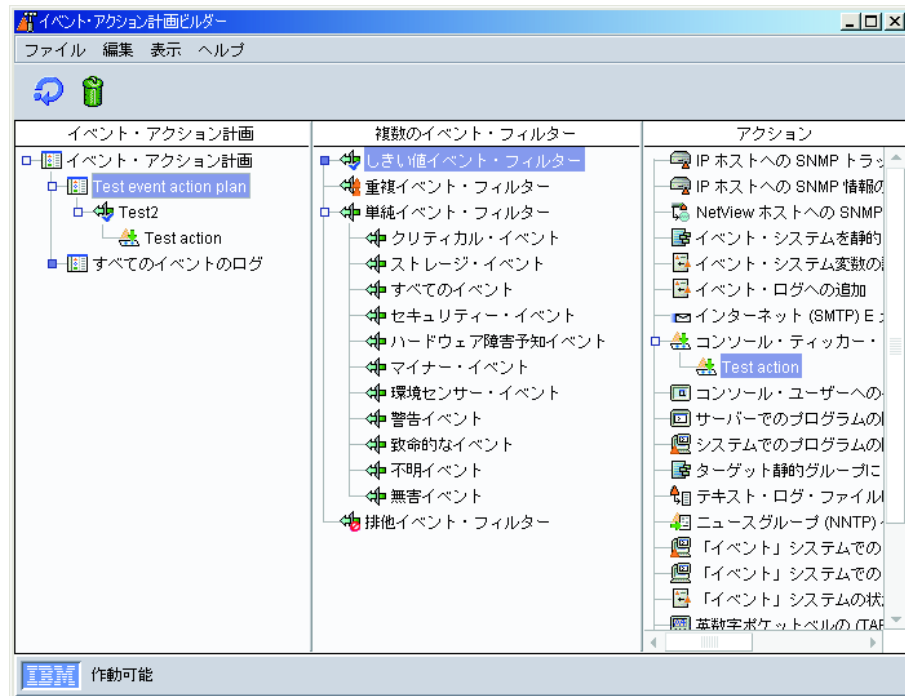 イベント・アクション計画ビルダー
ファイル 編集 表示 ヘルプ
イベント・アクション計画
イベント・アクション計画
Test event action plan
Test2
Test action
すべてのイベントのログ
複数のイベント・フィルター
しきい値イベント・フィルター
重複イベント・フィルター
単純イベント・フィルター
クリティカル・イベント
ストレージ・イベント
すべてのイベント
セキュリティー・イベント
ハードウェア障害予知イベント
マイナー・イベント
環境センサー・イベント
警告イベント
致命的なイベント
不明イベント
無害イベント
排他イベント・フィルター
アクション
IP ホストへの SNMP トラッ
IP ホストへの SNMP 情報の
NetView ホストへの SNMP
イベント・システムを静的
イベント・システム変数の
イベント・ログへの追加
インターネット (SMTP) E
コンソール・ティッカー・
Test action
コンソール・ユーザーへの
サーバーでのプログラムの
システムでのプログラムの
ターゲット静的グループに
テキスト・ログ・ファイル
ニュースグループ (NNTP)
「イベント」システムでの
「イベント」システムでの
「イベント」システムの状
英数字ポケットベルの (TAP
IBM 作動可能